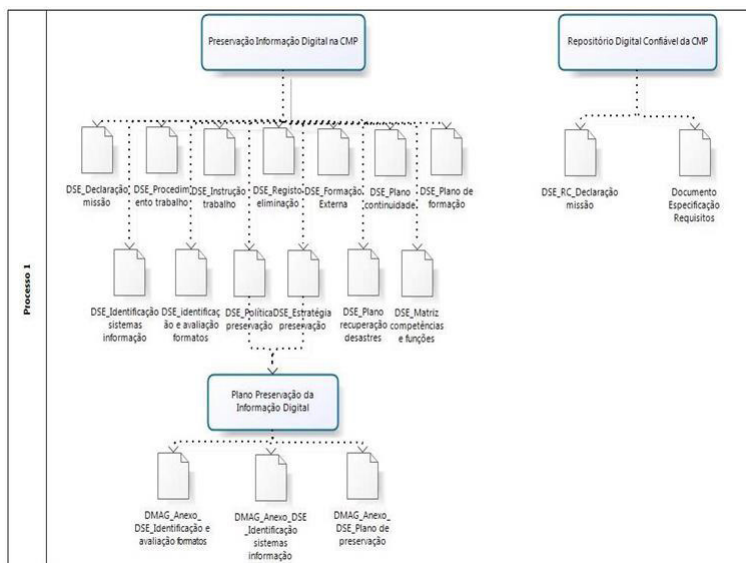 Preservação Informação Digital na CMP
Repositório Digital Confiável da CMP
DSE_Declaração
missão
DSE_Procedim
ento trabalho
DSE_Instrução
trabalho
DSE_Registo
eliminação
DSE_Formação
Externa
DSE_Plano
continuidade
DSE_Plano de
formação
DSE_RC_Declaração
missão
Documento
Especificação
Requisitos
Processo 1
DSE_Identificação
sistemas
informação
DSE_identificaç
ão e avaliação
formatos
DSE_Política
preservação
DSE_Estratégia
preservação
DSE_Plano
recuperação
desastres
DSE_Matriz
competências
e funções
Plano Preservação da
Informação Digital
DMAG_Anexo_
DSE_Identificação e
avaliação formatos
DMAG_Anexo_DSE
_Identificação
sistemas
informação
DMAG_Anexo_
DSE_Plano de
preservação